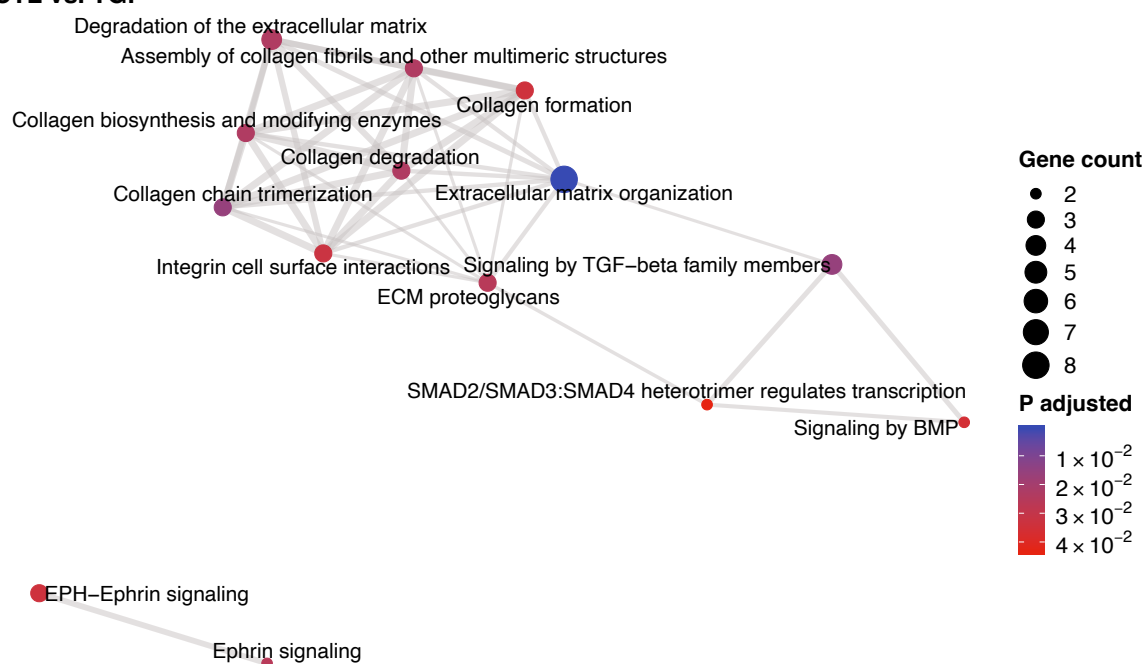 Degradation of the extracellular matrix
Assembly of collagen fibrils and other multimeric structures
Collagen formation
Collagen biosynthesis and modifying enzymes
Collagen degradation
Collagen chain trimerization
Extracellular matrix organization
Integrin cell surface interactions
Signaling by TGF−beta family members
ECM proteoglycans
SMAD2/SMAD3:SMAD4 heterotrimer regulates transcription
Signaling by BMP
EPH−Ephrin signaling
Ephrin signaling
Gene count
2
3
4
5
6
7
8
P adjusted
1 × 10⁻²
2 × 10⁻²
3 × 10⁻²
4 × 10⁻²